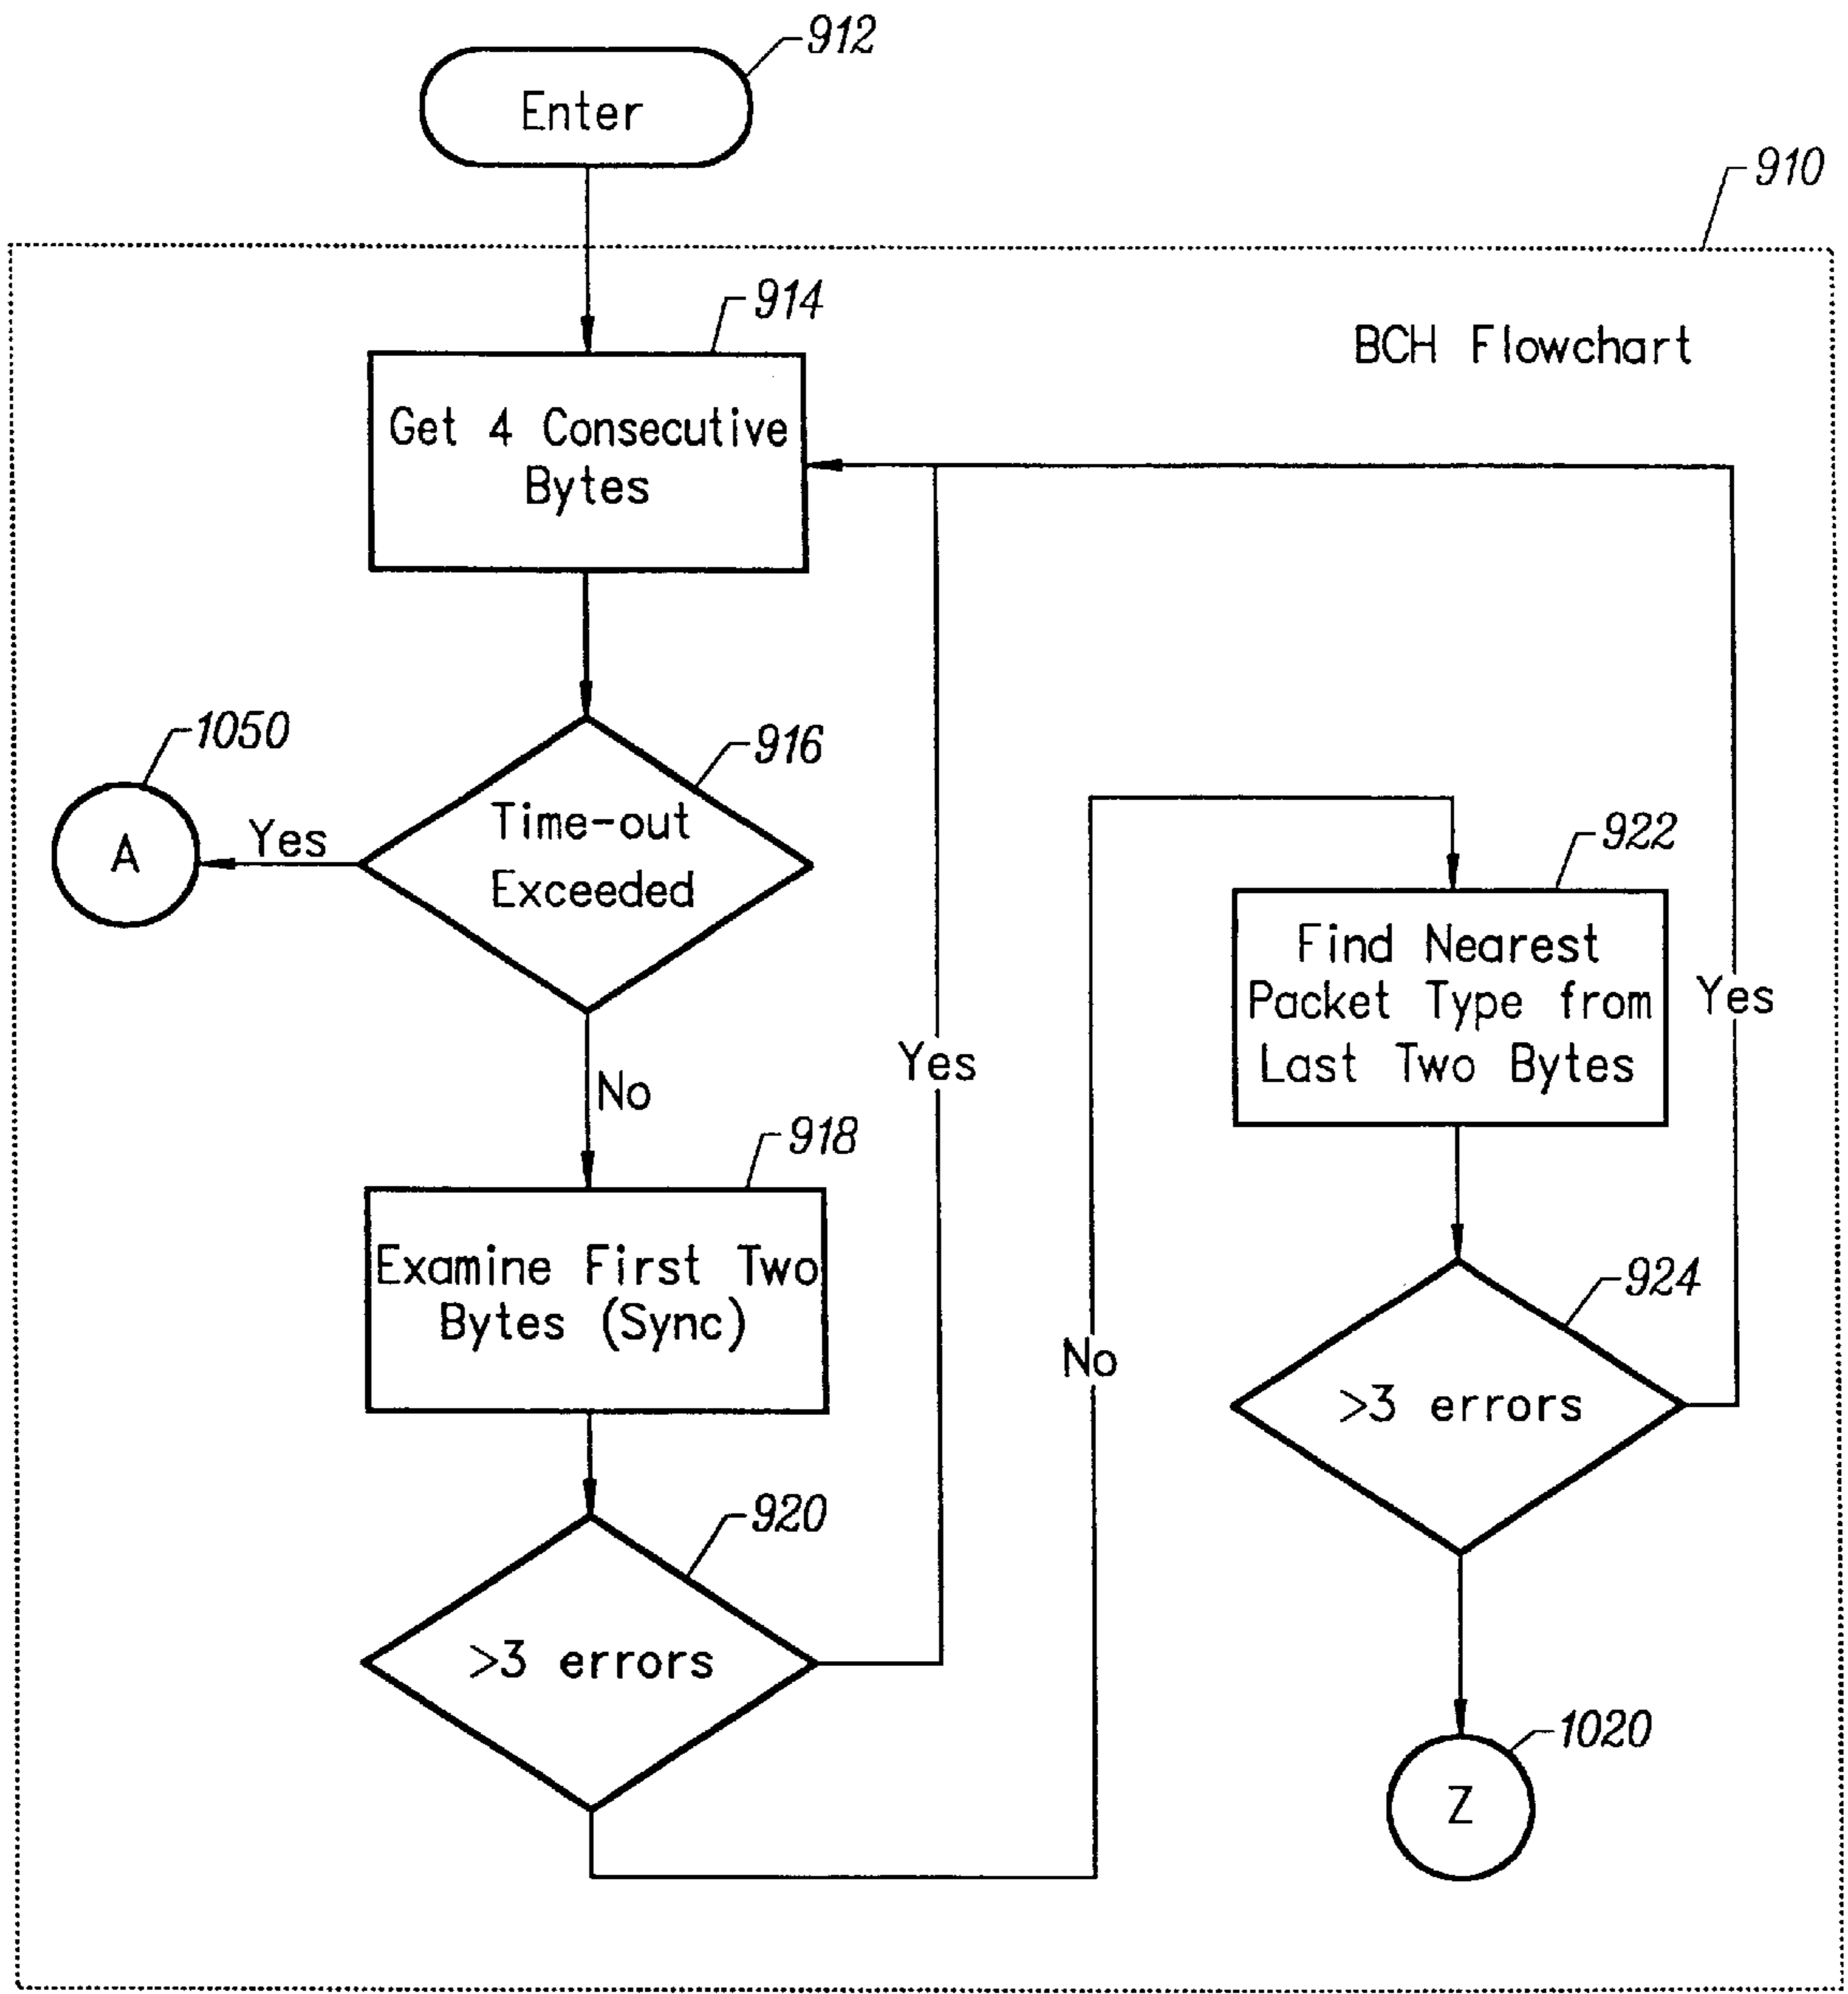 912
Enter
910
914
BCH Flowchart
Get 4 Consecutive
Bytes
1050
916
A
Yes
Time-out
Exceeded
922
Find Nearest
Packet Type from
Last Two Bytes
Yes
Yes
No
918
Examine First Two
Bytes (Sync)
924
No
>3 errors
920
>3 errors
1020
Z